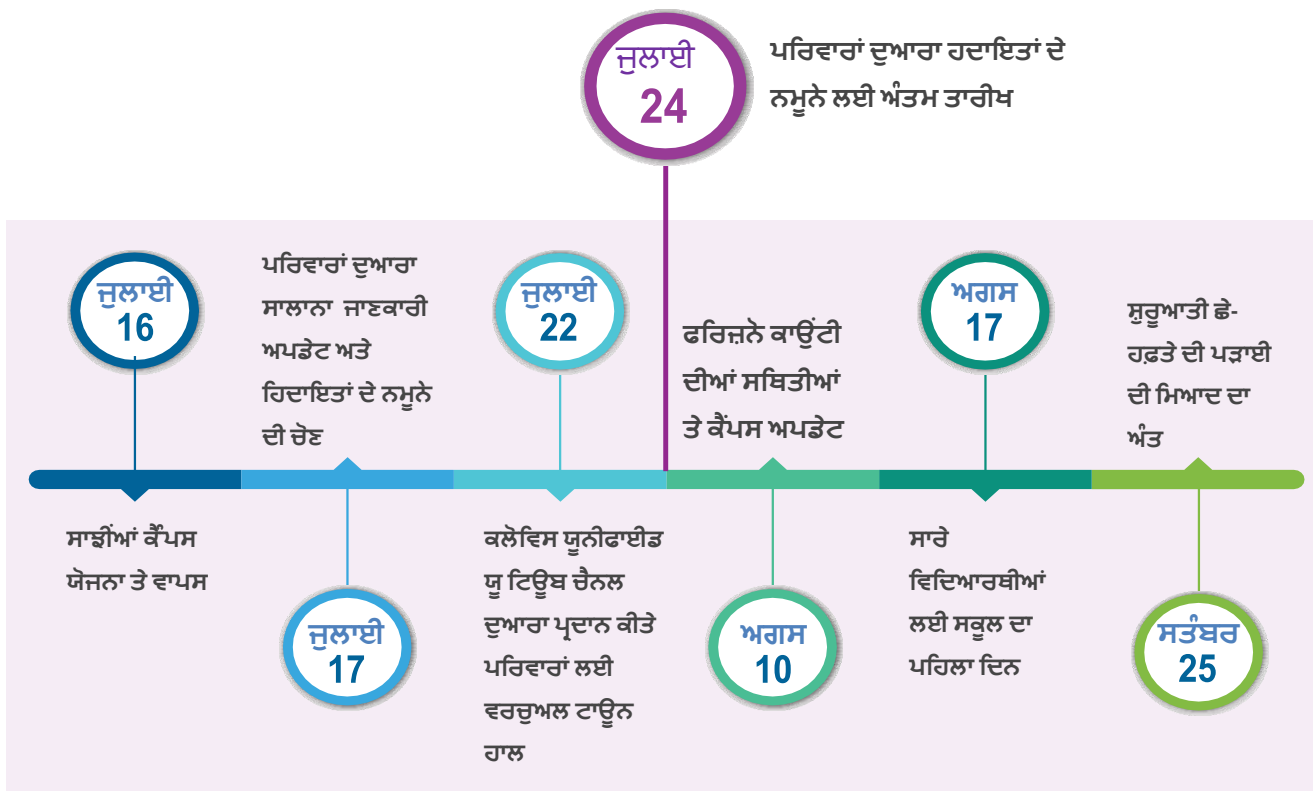 ਜੁਲਾਈ
24
ਪਰਿਵਾਰਾਂ ਦੁਆਰਾ ਹਦਾਇਤਾਂ ਦੇ
ਨਮੂਨੇ ਲਈ ਅੰਤਮ ਤਾਰੀਖ
ਜੁਲਾਈ
16
ਸਾਝੀਂਆਂ ਕੈਂਪਸ
ਯੋਜਨਾ ਤੇ ਵਾਪਸ
ਪਰਿਵਾਰਾਂ ਦੁਆਰਾ
ਸਾਲਾਨਾ ਜਾਣਕਾਰੀ
ਅਪਡੇਟ ਅਤੇ
ਹਿਦਾਇਤਾਂ ਦੇ ਨਮੂਨੇ
ਦੀ ਚੋਣ
ਜੁਲਾਈ
17
ਜੁਲਾਈ
22
ਕਲੋਵਿਸ ਯੂਨੀਫਾਈਡ
ਯੂ ਟਿਊਬ ਚੈਨਲ
ਦੁਆਰਾ ਪ੍ਰਦਾਨ ਕੀਤੇ
ਪਰਿਵਾਰਾਂ ਲਈ
ਵਰਚੁਅਲ ਟਾਊਨ
ਹਾਲ
ਫਰਿਜ਼ਨੋ ਕਾਉਂਟੀ
ਦੀਆਂ ਸਥਿਤੀਆਂ
ਤੇ ਕੈਂਪਸ ਅਪਡੇਟ
ਅਗਸ
10
ਅਗਸ
17
ਸਾਰੇ
ਵਿਦਿਆਰਥੀਆਂ
ਲਈ ਸਕੂਲ ਦਾ
ਪਹਿਲਾ ਦਿਨ
ਸ਼ੁਰੂਆਤੀ ਛੇ-
ਹਫ਼ਤੇ ਦੀ ਪੜਾਈ
ਦੀ ਮਿਆਦ ਦਾ
ਅੰਤ
ਸਤੰਬਰ
25